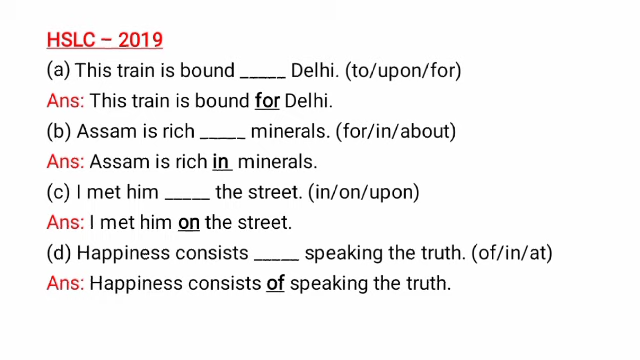 HSLC – 2019
(a) This train is bound _____ Delhi. (to/upon/for)
Ans: This train is bound for Delhi.
(b) Assam is rich _____ minerals. (for/in/about)
Ans: Assam is rich in minerals.
(c) I met him _____ the street. (in/on/upon)
Ans: I met him on the street.
(d) Happiness consists _____ speaking the truth. (of/in/at)
Ans: Happiness consists of speaking the truth.